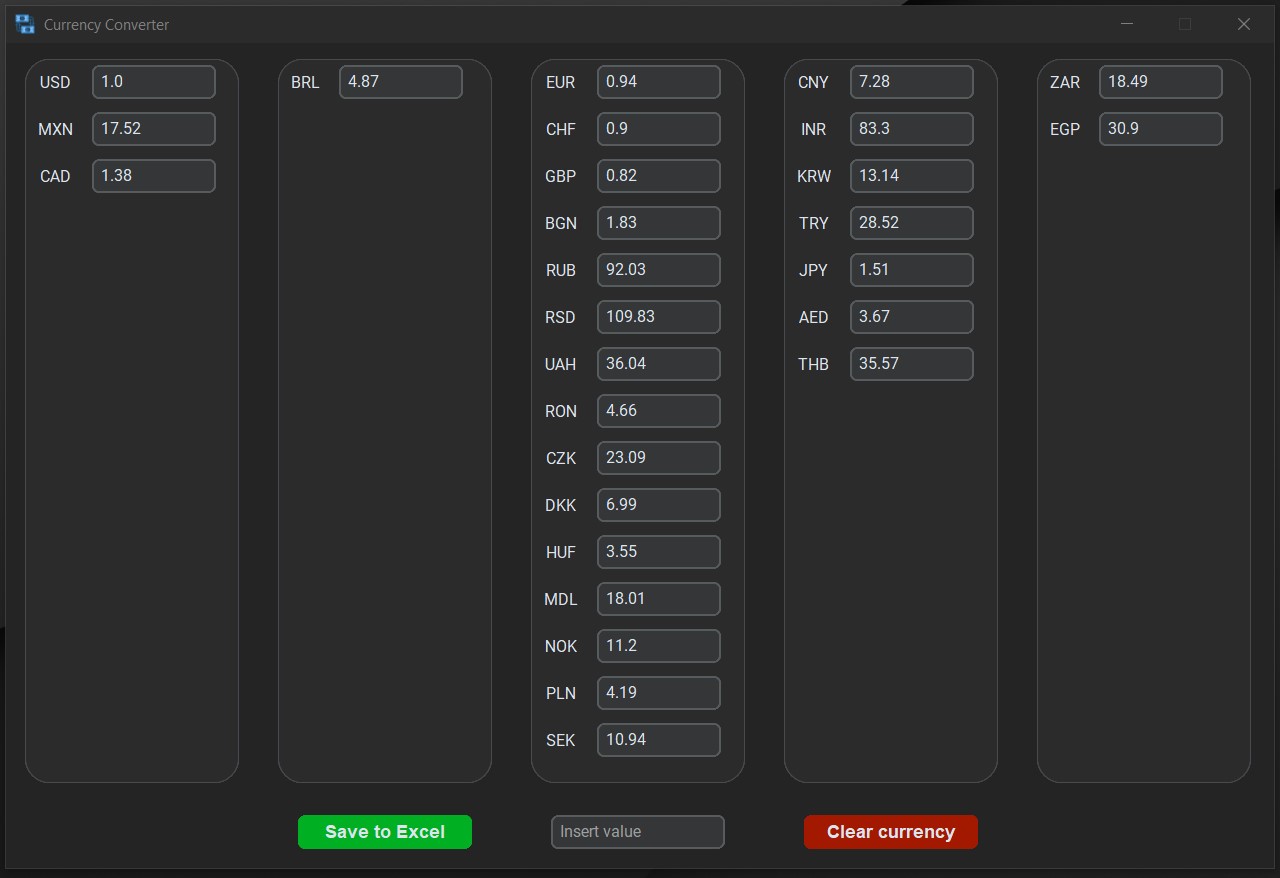 Currency Converter
USD 1.0
MXN 17.52
CAD 1.38
BRL 4.87
EUR 0.94
CHF 0.9
GBP 0.82
BGN 1.83
RUB 92.03
RSD 109.83
UAH 36.04
RON 4.66
CZK 23.09
DKK 6.99
HUF 3.55
MDL 18.01
NOK 11.2
PLN 4.19
SEK 10.94
CNY 7.28
INR 83.3
KRW 13.14
TRY 28.52
JPY 1.51
AED 3.67
THB 35.57
ZAR 18.49
EGP 30.9
Save to Excel
Insert value
Clear currency